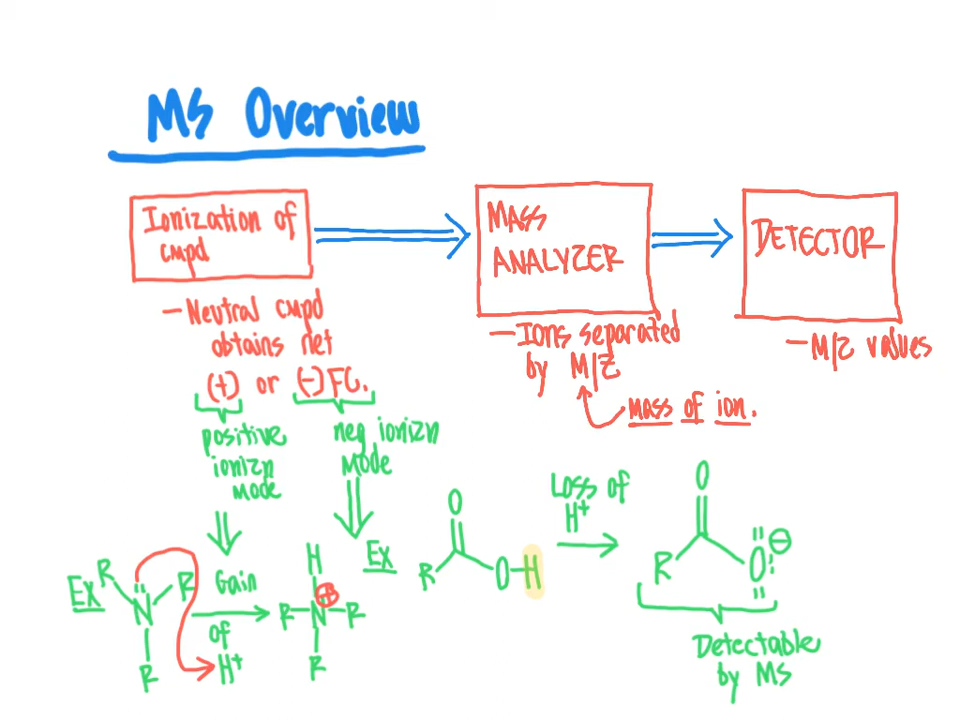 MS Overview
Ionization of
cmpd
MASS
ANALYZER
DETECTOR
– Neutral cmpd
obtains net
(+) or (-) FC.
– Ions separated
by M/Z
mass of ion.
– M/Z values
positive
ionizn
mode
neg ionizn
mode
Loss of
H+
Ex
R
N
R
R
Gain
of
H+
H
R–N–R
⊕
R
Ex
O
R
O–H
O
R
O
⊖
Detectable
by MS